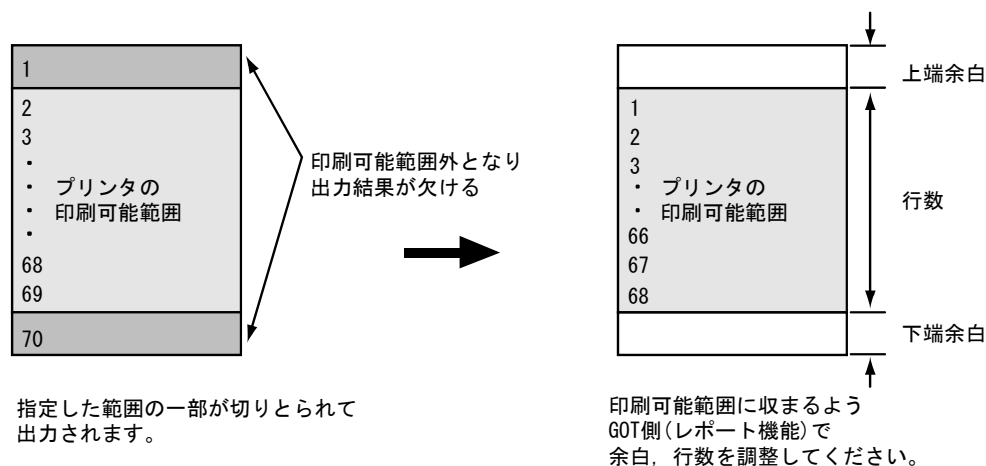 1
2
3
・
・ プリンタの
・ 印刷可能範囲
・
68
69
70
印刷可能範囲外となり
出力結果が欠ける
指定した範囲の一部が切りとられて
出力されます。
上端余白
1
2
3
・ プリンタの
・ 印刷可能範囲
66
67
68
行数
下端余白
印刷可能範囲に収まるよう
GOT側(レポート機能)で
余白，行数を調整してください。